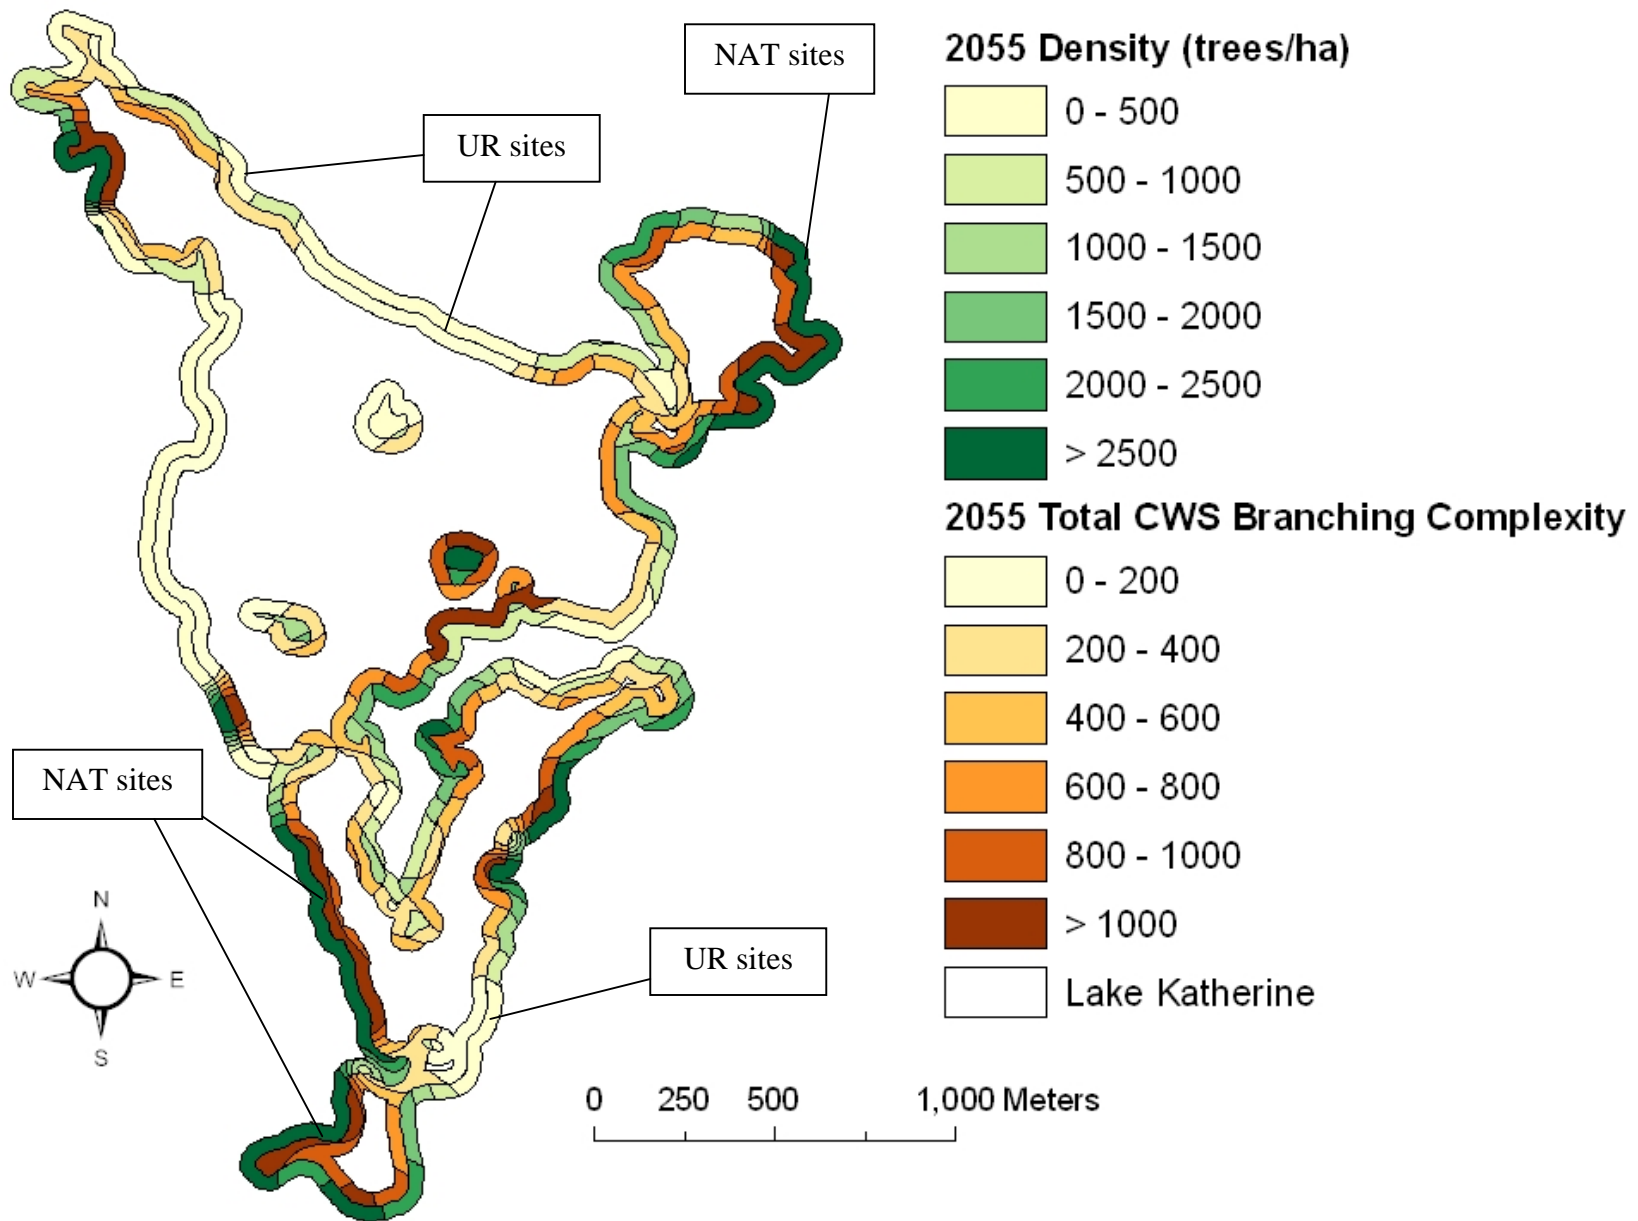 NAT sites
UR sites
NAT sites
UR sites
N
W
E
S
0 250 500 1,000 Meters
2055 Density (trees/ha)
0 - 500
500 - 1000
1000 - 1500
1500 - 2000
2000 - 2500
> 2500
2055 Total CWS Branching Complexity
0 - 200
200 - 400
400 - 600
600 - 800
800 - 1000
> 1000
Lake Katherine